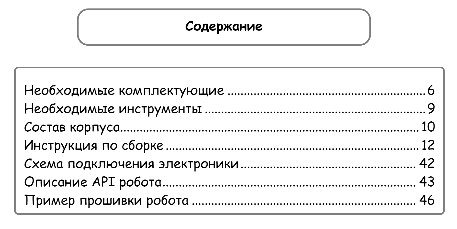 Содержание
Необходимые комплектующие ..........................6
Необходимые инструменты ................................9
Состав корпуса...................................................10
Инструкция по сборке ........................................12
Схема подключения электроники........................42
Описание API робота..........................................43
Пример прошивки робота ...................................46